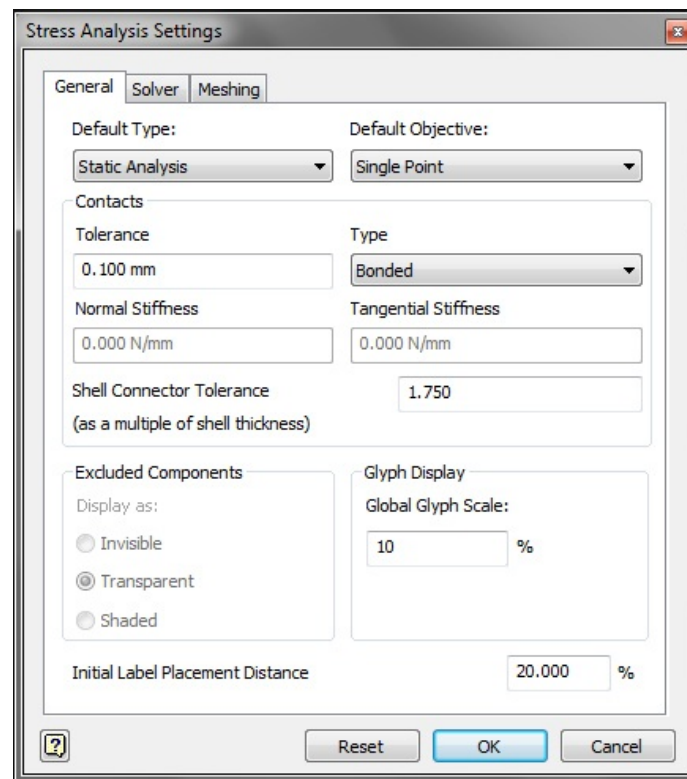 Stress Analysis Settings
General Solver Meshing
Default Type: Default Objective:
Static Analysis Single Point
Contacts
Tolerance Type
0.100 mm Bonded
Normal Stiffness Tangential Stiffness
0.000 N/mm 0.000 N/mm
Shell Connector Tolerance 1.750
(as a multiple of shell thickness)
Excluded Components Glyph Display
Display as: Global Glyph Scale:
Invisible 10 %
Transparent
Shaded
Initial Label Placement Distance 20.000 %
? Reset OK Cancel